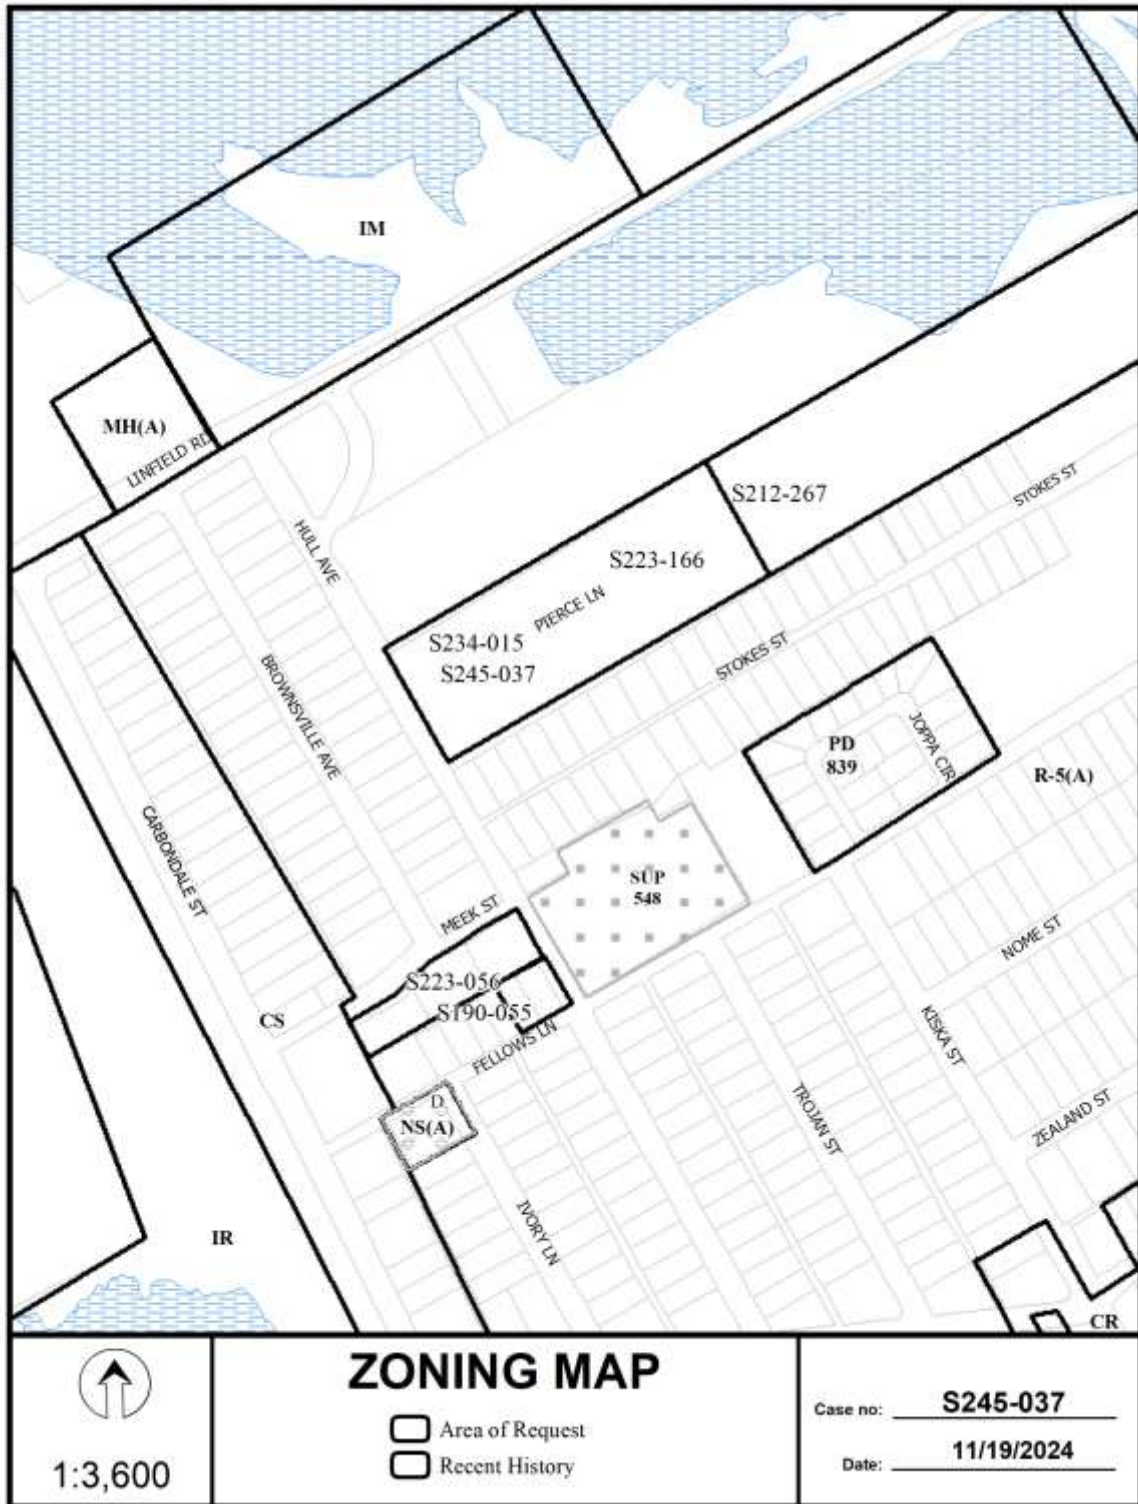 IM
MH(A)
LINFIELD RD
S212-267
STOKES ST
HULL AVE
S223-166
PIERCE LN
S234-015
S245-037
STOKES ST
BROWNSVILLE AVE
JOPPA CIR
PD
839
R-5(A)
CARBONDALE ST
SUP
548
MEEK ST
NOME ST
S223-056
S190-055
CS
KISKA ST
FELLOWS LN
D
NS(A)
TROJAN ST
ZEALAND ST
IVORY LN
IR
CR
1:3,600
ZONING MAP
Area of Request
Recent History
Case no: S245-037
Date: 11/19/2024